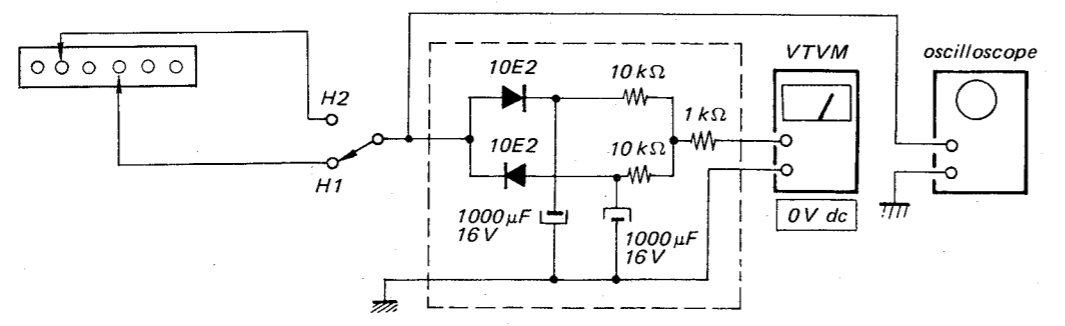 VTVM
oscilloscope
10E2
10 kΩ
H2
1 kΩ
10E2
10 kΩ
H1
1000 μF
16 V
0 V dc
1000 μF
16 V